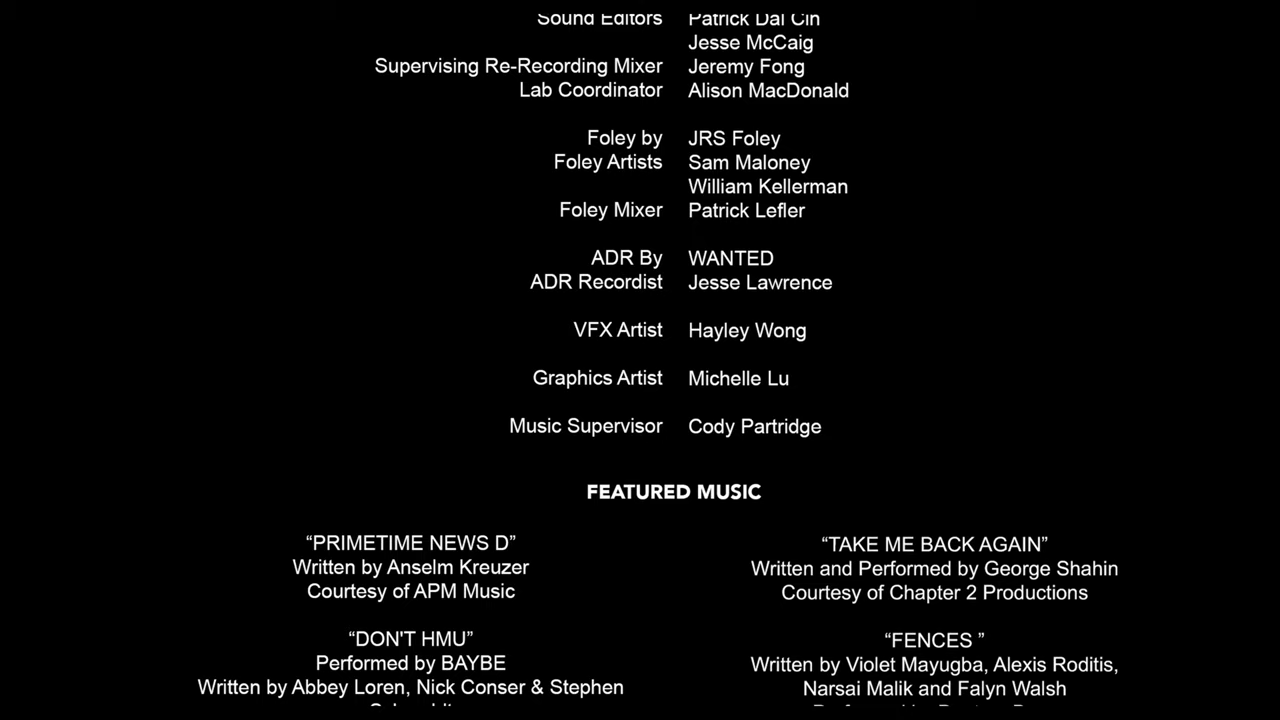 Sound Editors Patrick Dal Cin
Jesse McCaig
Supervising Re-Recording Mixer Jeremy Fong
Lab Coordinator Alison MacDonald
Foley by JRS Foley
Foley Artists Sam Maloney
William Kellerman
Foley Mixer Patrick Lefler
ADR By WANTED
ADR Recordist Jesse Lawrence
VFX Artist Hayley Wong
Graphics Artist Michelle Lu
Music Supervisor Cody Partridge
FEATURED MUSIC
“PRIMETIME NEWS D”
Written by Anselm Kreuzer
Courtesy of APM Music
“DON'T HMU”
Performed by BAYBE
Written by Abbey Loren, Nick Conser & Stephen
“TAKE ME BACK AGAIN”
Written and Performed by George Shahin
Courtesy of Chapter 2 Productions
“FENCES ”
Written by Violet Mayugba, Alexis Roditis,
Narsai Malik and Falyn Walsh